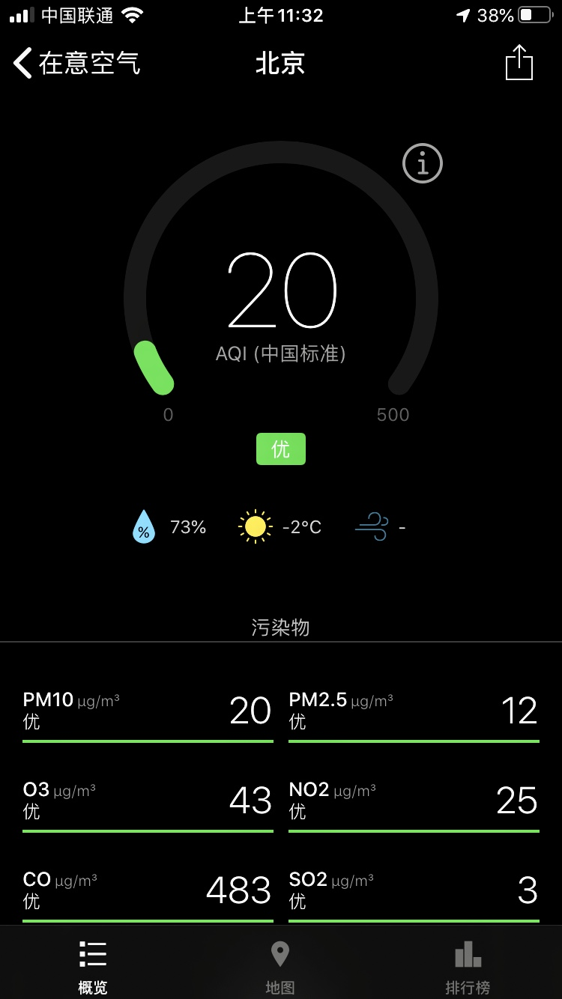 中国联通 上午11:32 38%
在意空气 北京
20
AQI (中国标准)
0 500
优
% 73% -2°C -
污染物
PM10 µg/m³ 20
优
PM2.5 µg/m³ 12
优
O3 µg/m³ 43
优
NO2 µg/m³ 25
优
CO µg/m³ 483
优
SO2 µg/m³ 3
优
概览 地图 排行榜